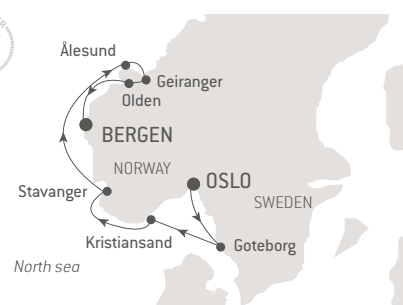 Ålesund
Geiranger
Olden
BERGEN
NORWAY
OSLO
SWEDEN
Stavanger
Kristiansand
Goteborg
North sea